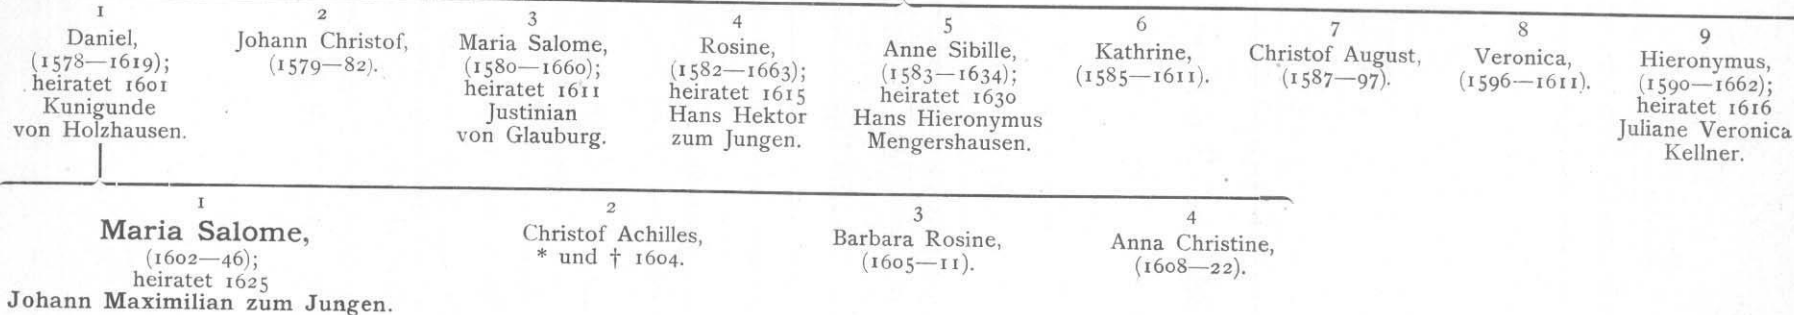 1
Daniel,
(1578—1619);
heiratet 1601
Kunigunde
von Holzhausen.
2
Johann Christof,
(1579—82).
3
Maria Salome,
(1580—1660);
heiratet 1611
Justinian
von Glauburg.
4
Rosine,
(1582—1663);
heiratet 1615
Hans Hektor
zum Jungen.
5
Anne Sibille,
(1583—1634);
heiratet 1630
Hans Hieronymus
Mengershausen.
6
Kathrine,
(1585—1611).
7
Christof August,
(1587—97).
8
Veronica,
(1596—1611).
9
Hieronymus,
(1590—1662);
heiratet 1616
Juliane Veronica
Kellner.
1
Maria Salome,
(1602—46);
heiratet 1625
Johann Maximilian zum Jungen.
2
Christof Achilles,
* und † 1604.
3
Barbara Rosine,
(1605—11).
4
Anna Christine,
(1608—22).